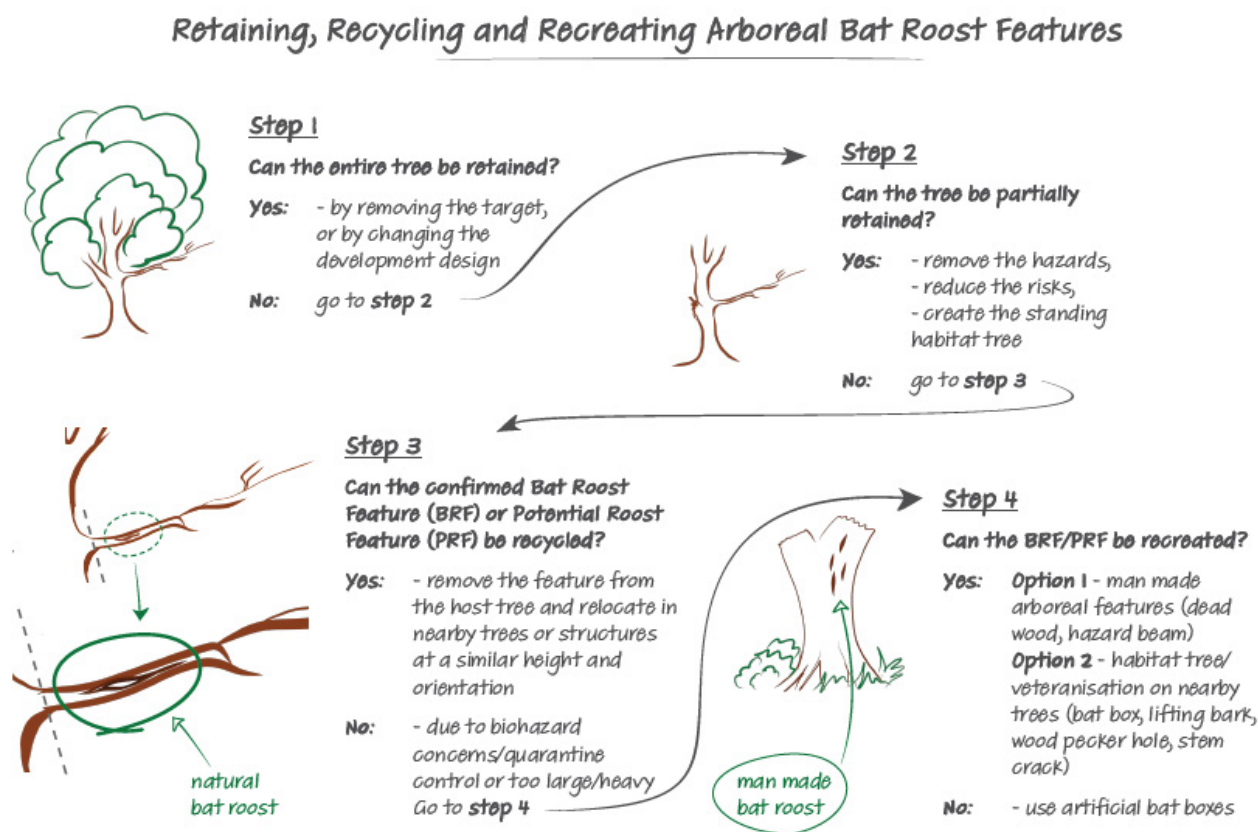 Retaining, Recycling and Recreating Arboreal Bat Roost Features
Step 1
Can the entire tree be retained?
Yes: - by removing the target,
or by changing the
development design
No: go to step 2
Step 2
Can the tree be partially
retained?
Yes: - remove the hazards,
- reduce the risks,
- create the standing
habitat tree
No: go to step 3
Step 3
Can the confirmed Bat Roost
Feature (BRF) or Potential Roost
Feature (PRF) be recycled?
Yes: - remove the feature from
the host tree and relocate in
nearby trees or structures
at a similar height and
orientation
No: - due to biohazard
concerns/quarantine
control or too large/heavy
Go to step 4
natural
bat roost
Step 4
Can the BRF/PRF be recreated?
Yes: Option 1 - man made
arboreal features (dead
wood, hazard beam)
Option 2 - habitat tree/
veteranisation on nearby
trees (bat box, lifting bark,
wood pecker hole, stem
crack)
No: - use artificial bat boxes
man made
bat roost